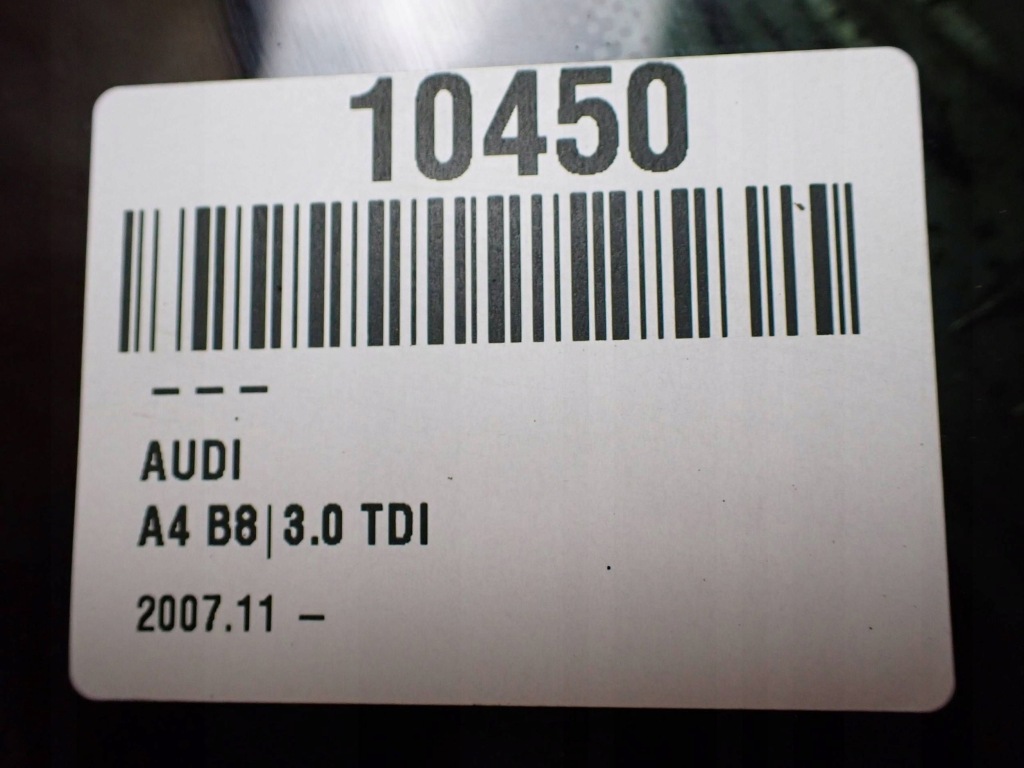 10450
– – –
AUDI
A4 B8|3.0 TDI
2007.11 –